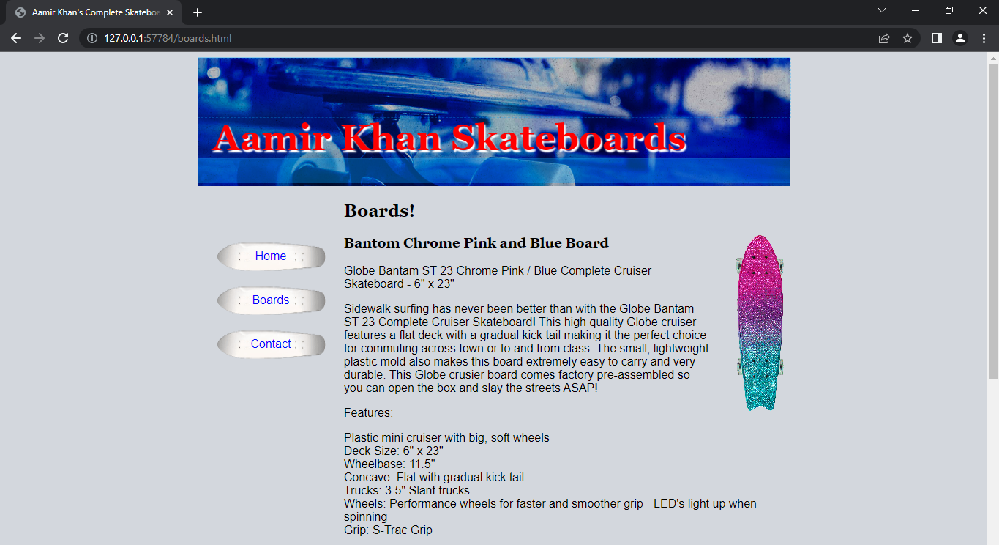 Aamir Khan's Complete Skateboa
127.0.0.1:57784/boards.html
Aamir Khan Skateboards
Boards!
Home
Boards
Contact
Bantom Chrome Pink and Blue Board
Globe Bantam ST 23 Chrome Pink / Blue Complete Cruiser
Skateboard - 6" x 23"
Sidewalk surfing has never been better than with the Globe Bantam
ST 23 Complete Cruiser Skateboard! This high quality Globe cruiser
features a flat deck with a gradual kick tail making it the perfect choice
for commuting across town or to and from class. The small, lightweight
plastic mold also makes this board extremely easy to carry and very
durable. This Globe crusier board comes factory pre-assembled so
you can open the box and slay the streets ASAP!
Features:
Plastic mini cruiser with big, soft wheels
Deck Size: 6" x 23"
Wheelbase: 11.5"
Concave: Flat with gradual kick tail
Trucks: 3.5" Slant trucks
Wheels: Performance wheels for faster and smoother grip - LED's light up when
spinning
Grip: S-Trac Grip